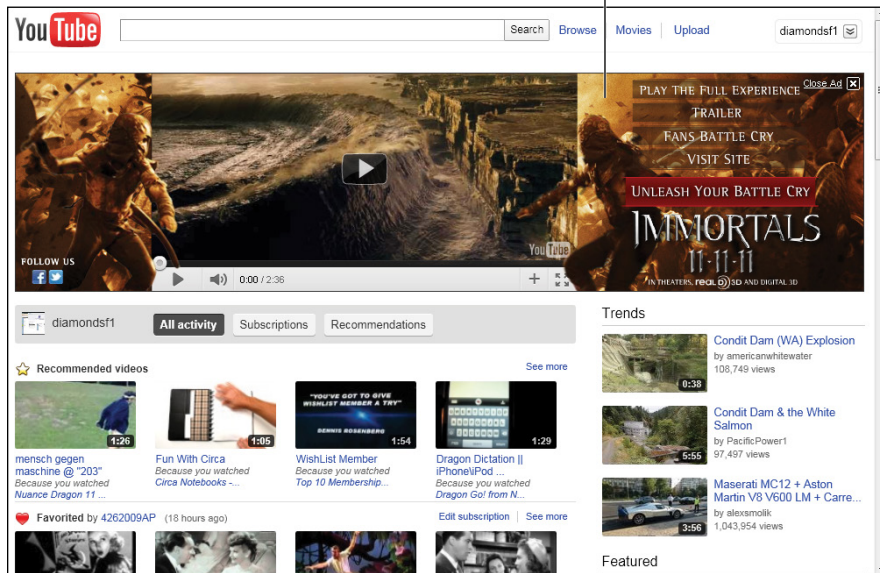 YouTube
Search
Browse
Movies
Upload
diamondsf1
Close Ad X
PLAY THE FULL EXPERIENCE
TRAILER
FANS BATTLE CRY
VISIT SITE
UNLEASH YOUR BATTLE CRY
IMMORTALS
11-11-11
IN THEATERS, REAL D 3D AND DIGITAL 3D
YouTube
FOLLOW US
0:00 / 2:36
diamondsf1
All activity
Subscriptions
Recommendations
Recommended videos
See more
1:26
1:05
"YOU'VE GOT TO GIVE
WISHLIST MEMBER A TRY"
DENNIS ROSENBERG
1:54
1:29
mensch gegen
maschine @ "203"
Because you watched
Nuance Dragon 11 ...
Fun With Circa
Because you watched
Circa Notebooks -...
WishList Member
Because you watched
Top 10 Membership...
Dragon Dictation ||
iPhone\iPod ...
Because you watched
Dragon Go! from N...
Favorited by 4262009AP (18 hours ago)
Edit subscription
See more
Trends
0:38
Condit Dam (WA) Explosion
by americanwhitewater
108,749 views
5:55
Condit Dam & the White
Salmon
by PacificPower1
97,497 views
3:56
Maserati MC12 + Aston
Martin V8 V600 LM + Carre...
by alexsmolik
1,043,954 views
Featured